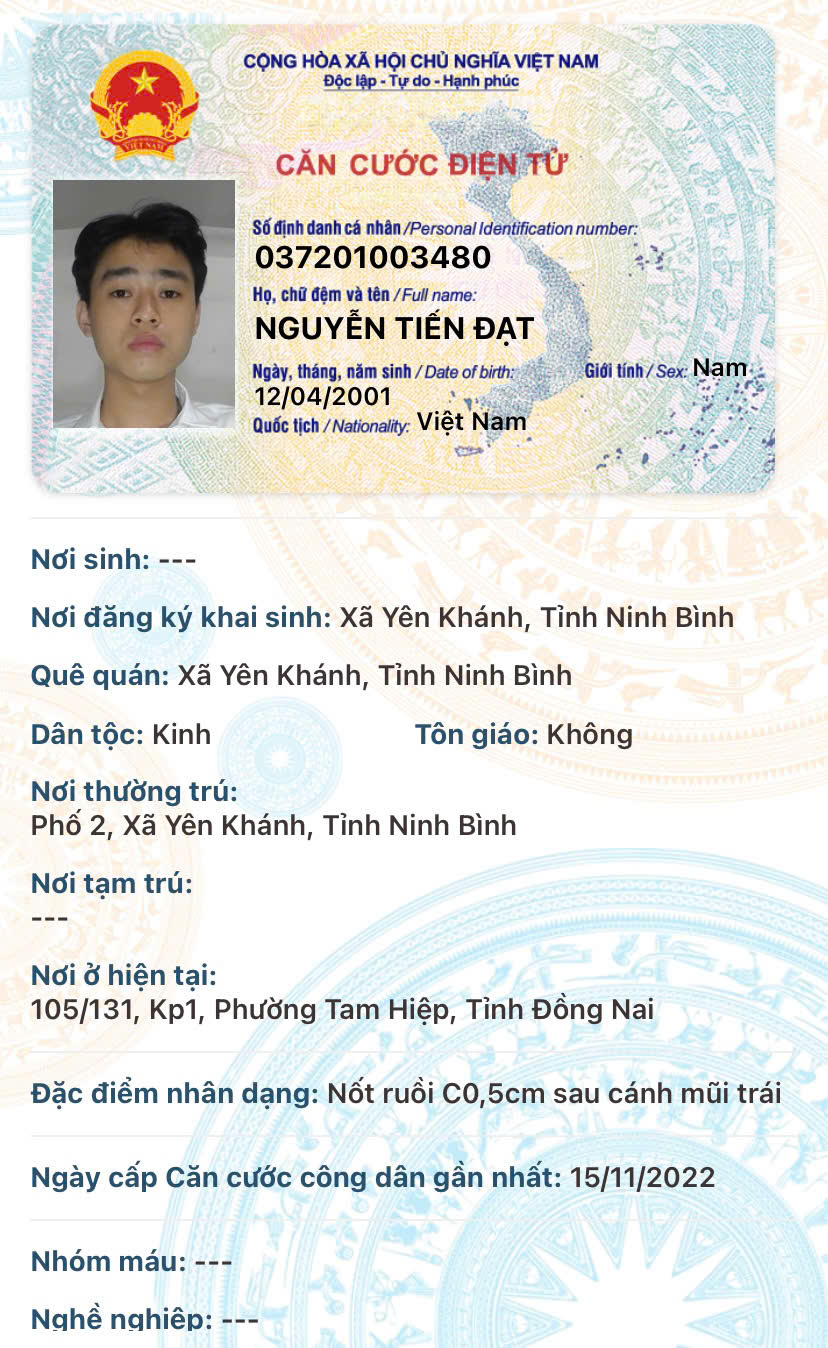 CỘNG HÒA XÃ HỘI CHỦ NGHĨA VIỆT NAM
Độc lập - Tự do - Hạnh phúc
VIỆT NAM
CĂN CƯỚC ĐIỆN TỬ
Số định danh cá nhân /Personal Identification number:
037201003480
Họ, chữ đệm và tên /Full name:
NGUYỄN TIẾN ĐẠT
Ngày, tháng, năm sinh / Date of birth: Giới tính / Sex: Nam
12/04/2001
Quốc tịch / Nationality: Việt Nam
Nơi sinh: ---
Nơi đăng ký khai sinh: Xã Yên Khánh, Tỉnh Ninh Bình
Quê quán: Xã Yên Khánh, Tỉnh Ninh Bình
Dân tộc: Kinh Tôn giáo: Không
Nơi thường trú:
Phố 2, Xã Yên Khánh, Tỉnh Ninh Bình
Nơi tạm trú:
---
Nơi ở hiện tại:
105/131, Kp1, Phường Tam Hiệp, Tỉnh Đồng Nai
Đặc điểm nhân dạng: Nốt ruồi C0,5cm sau cánh mũi trái
Ngày cấp Căn cước công dân gần nhất: 15/11/2022
Nhóm máu: ---
Nghề nghiệp: ---